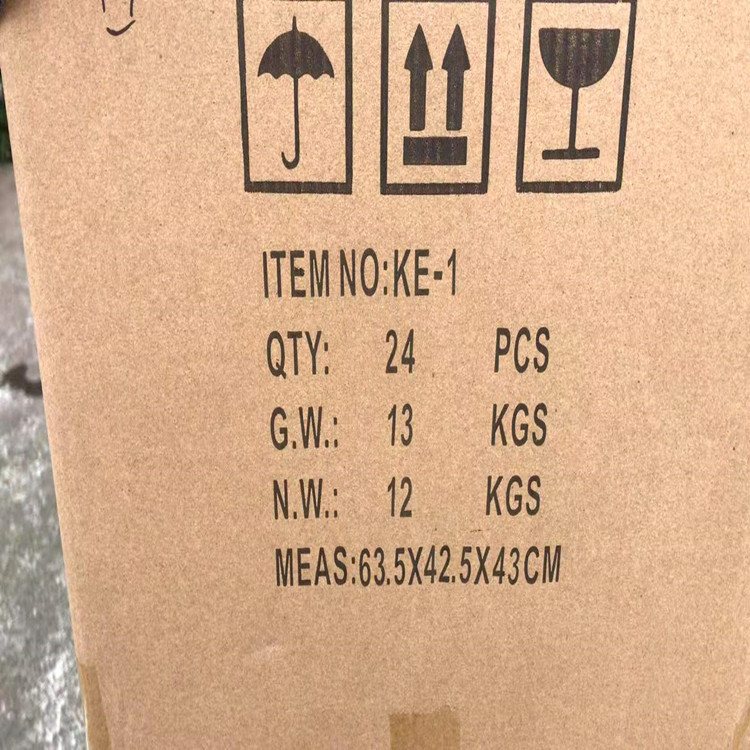 ITEM NO:KE-1
QTY: 24 PCS
G.W.: 13 KGS
N.W.: 12 KGS
MEAS:63.5X42.5X43CM